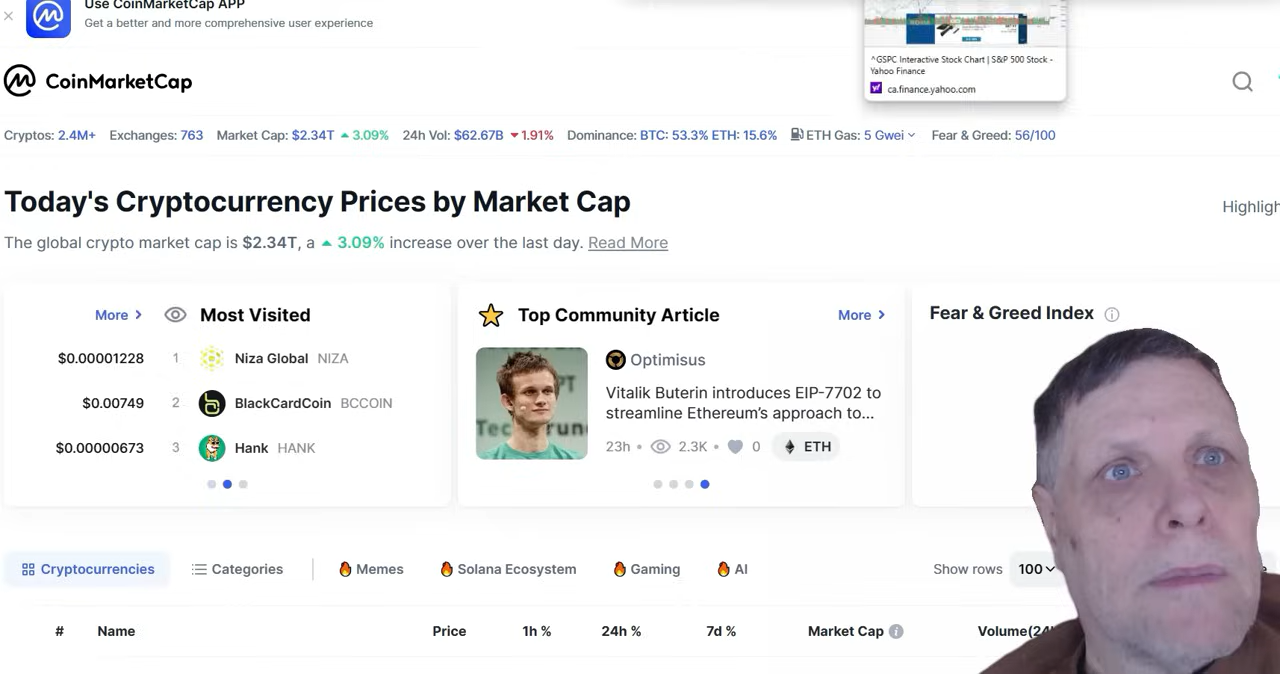 Use CoinMarketCap APP
Get a better and more comprehensive user experience
^GSPC Interactive Stock Chart | S&P 500 Stock -
Yahoo Finance
ca.finance.yahoo.com
CoinMarketCap
Cryptos: 2.4M+ Exchanges: 763 Market Cap: $2.34T 3.09% 24h Vol: $62.67B 1.91% Dominance: BTC: 53.3% ETH: 15.6% ETH Gas: 5 Gwei Fear & Greed: 56/100
Today's Cryptocurrency Prices by Market Cap
The global crypto market cap is $2.34T, a 3.09% increase over the last day. Read More
More Most Visited
$0.00001228 1 Niza Global NIZA
$0.00749 2 BlackCardCoin BCCOIN
$0.00000673 3 Hank HANK
Top Community Article More
Optimisus
Vitalik Buterin introduces EIP-7702 to
streamline Ethereum's approach to...
23h • 2.3K • 0 ETH
Fear & Greed Index
Cryptocurrencies Categories Memes Solana Ecosystem Gaming AI Show rows 100
# Name Price 1h % 24h % 7d % Market Cap